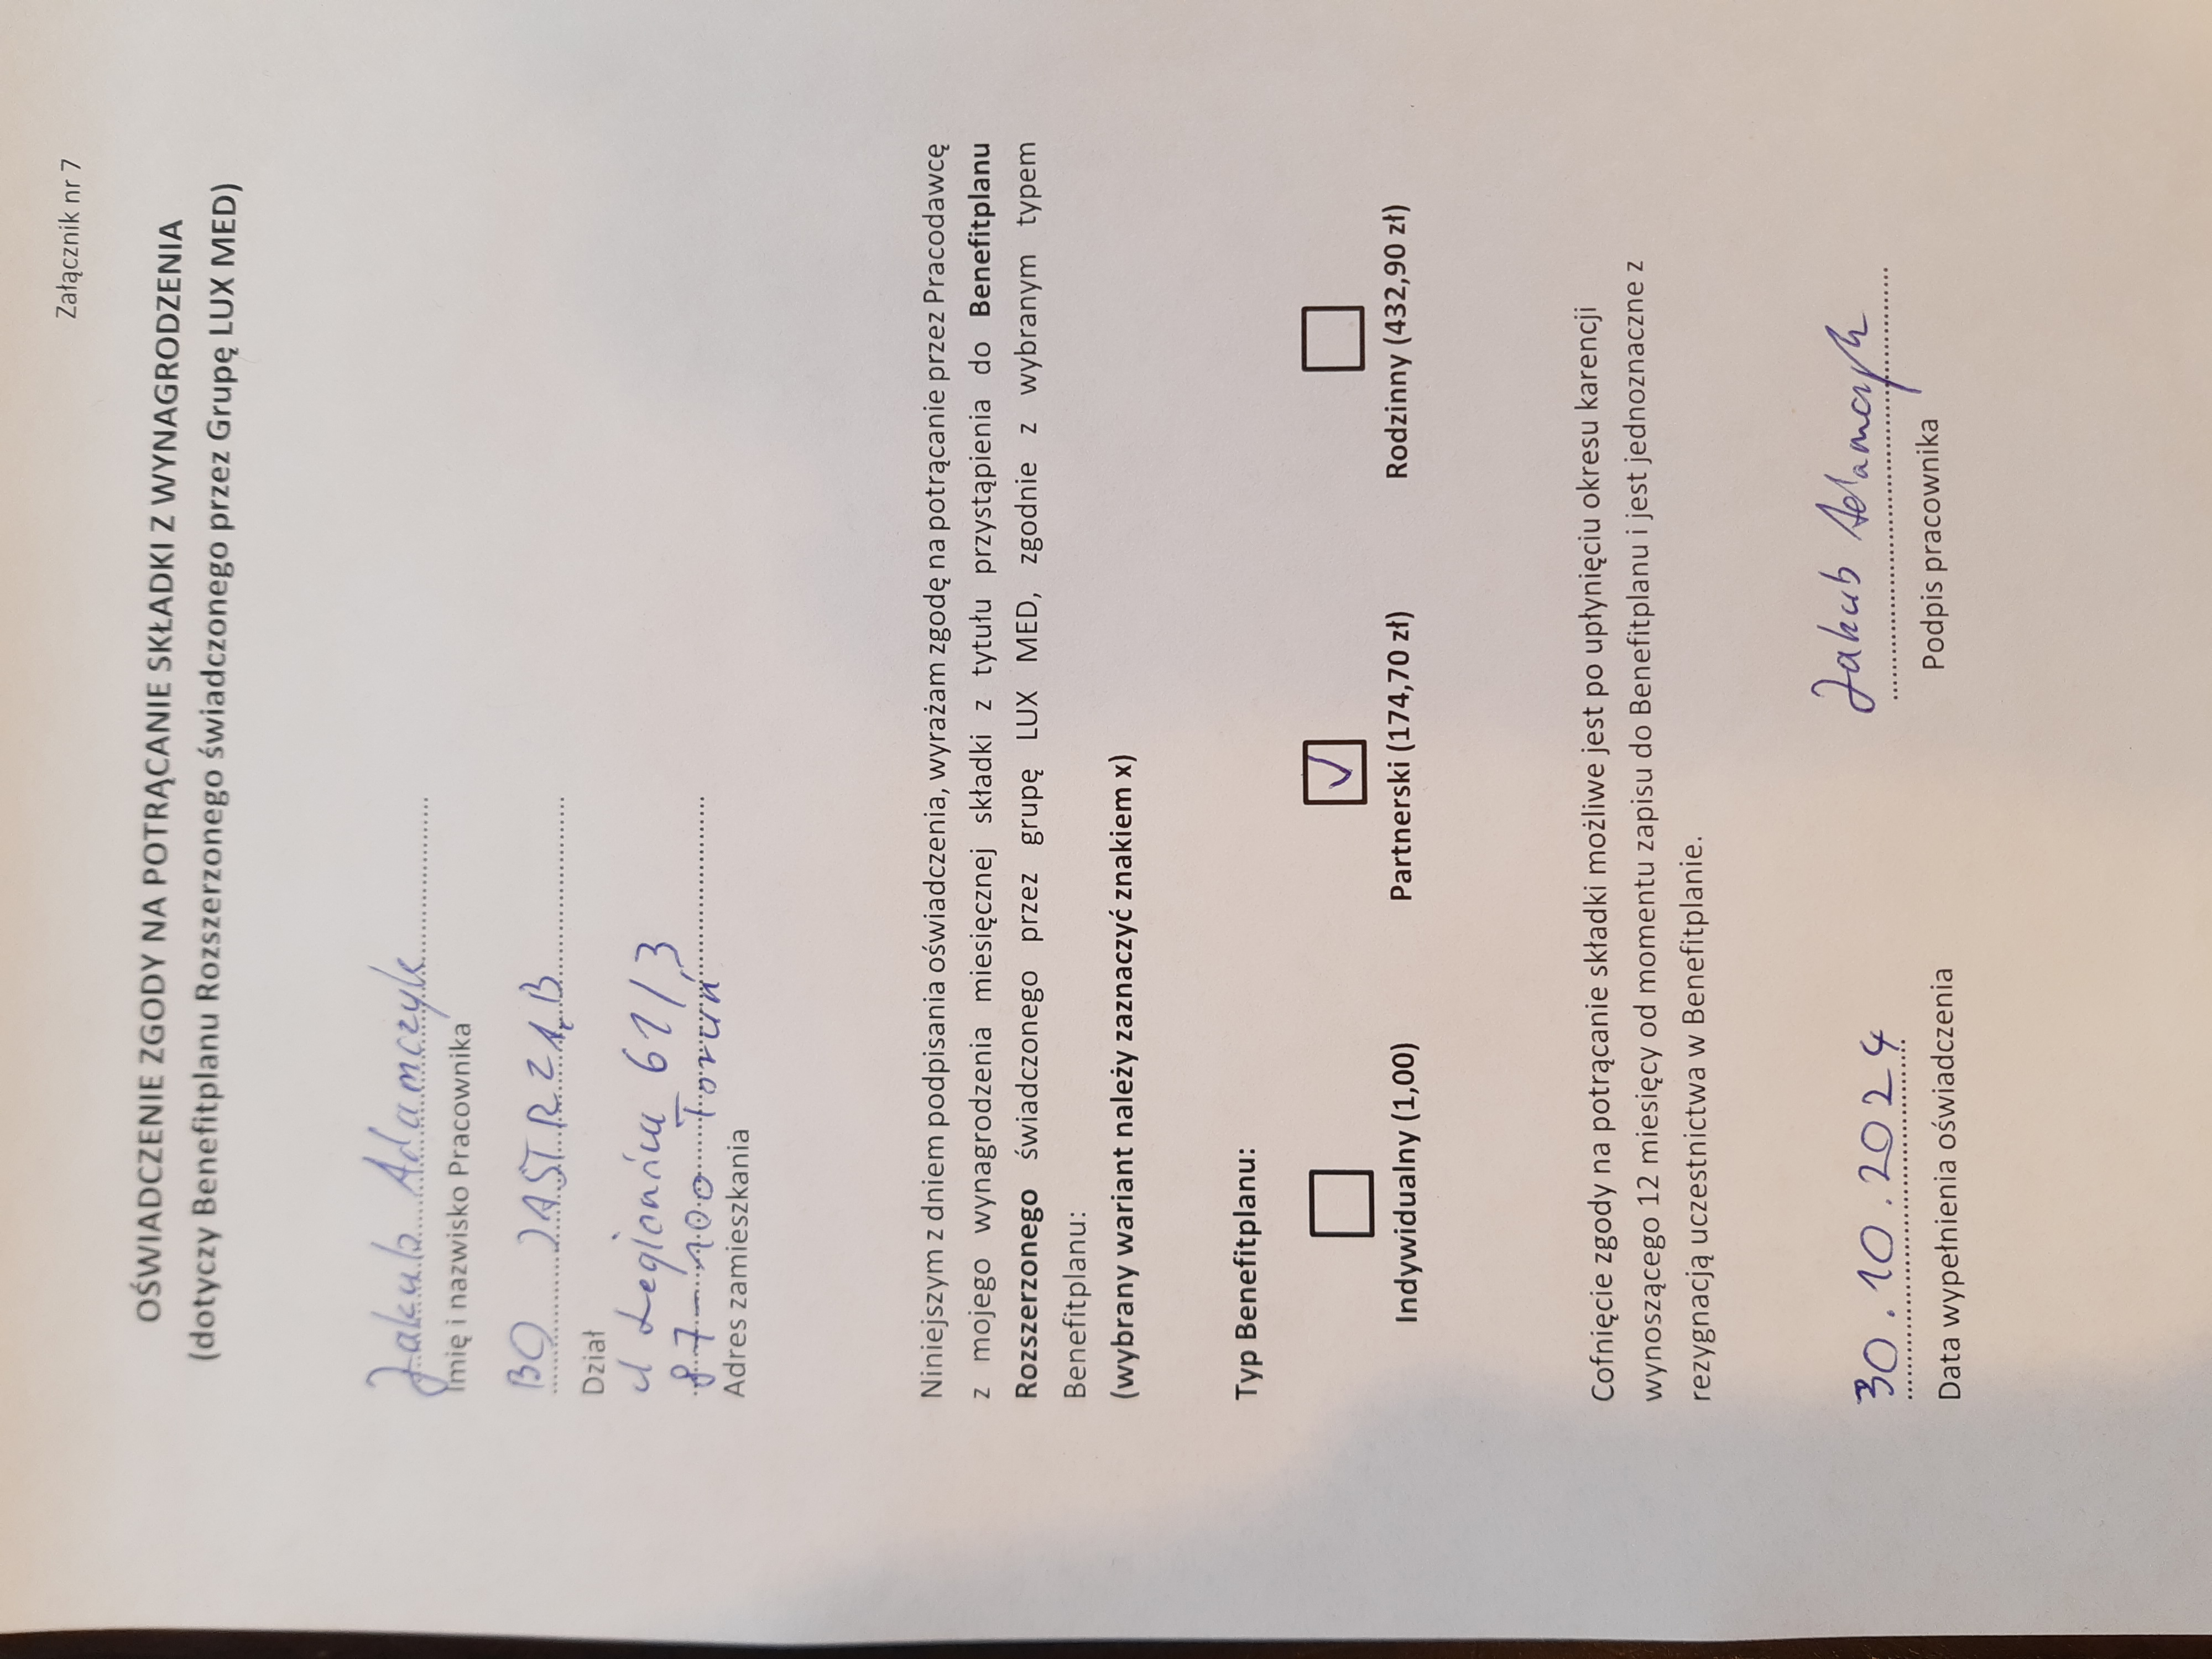 Załącznik nr 7
OŚWIADCZENIE ZGODY NA POTRĄCANIE SKŁADKI Z WYNAGRODZENIA
(dotyczy Benefitplanu Rozszerzonego świadczonego przez Grupę LUX MED)
Jakub Adamczyk
Imię i nazwisko Pracownika
BO JASTRZĄB
Dział
ul Legionów 61/3
87-100 Toruń
Adres zamieszkania
Niniejszym z dniem podpisania oświadczenia, wyrażam zgodę na potrącanie przez Pracodawcę
z mojego wynagrodzenia miesięcznej składki z tytułu przystąpienia do Benefitplanu
Rozszerzonego świadczonego przez grupę LUX MED, zgodnie z wybranym typem
Benefitplanu:
(wybrany wariant należy zaznaczyć znakiem x)
Typ Benefitplanu:
Indywidualny (1,00) Partnerski (174,70 zł) Rodzinny (432,90 zł)
Cofnięcie zgody na potrącanie składki możliwe jest po upłynięciu okresu karencji
wynoszącego 12 miesięcy od momentu zapisu do Benefitplanu i jest jednoznaczne z
rezygnacją uczestnictwa w Benefitplanie.
30.10.2024 Jakub Adamczyk
Data wypełnienia oświadczenia Podpis pracownika